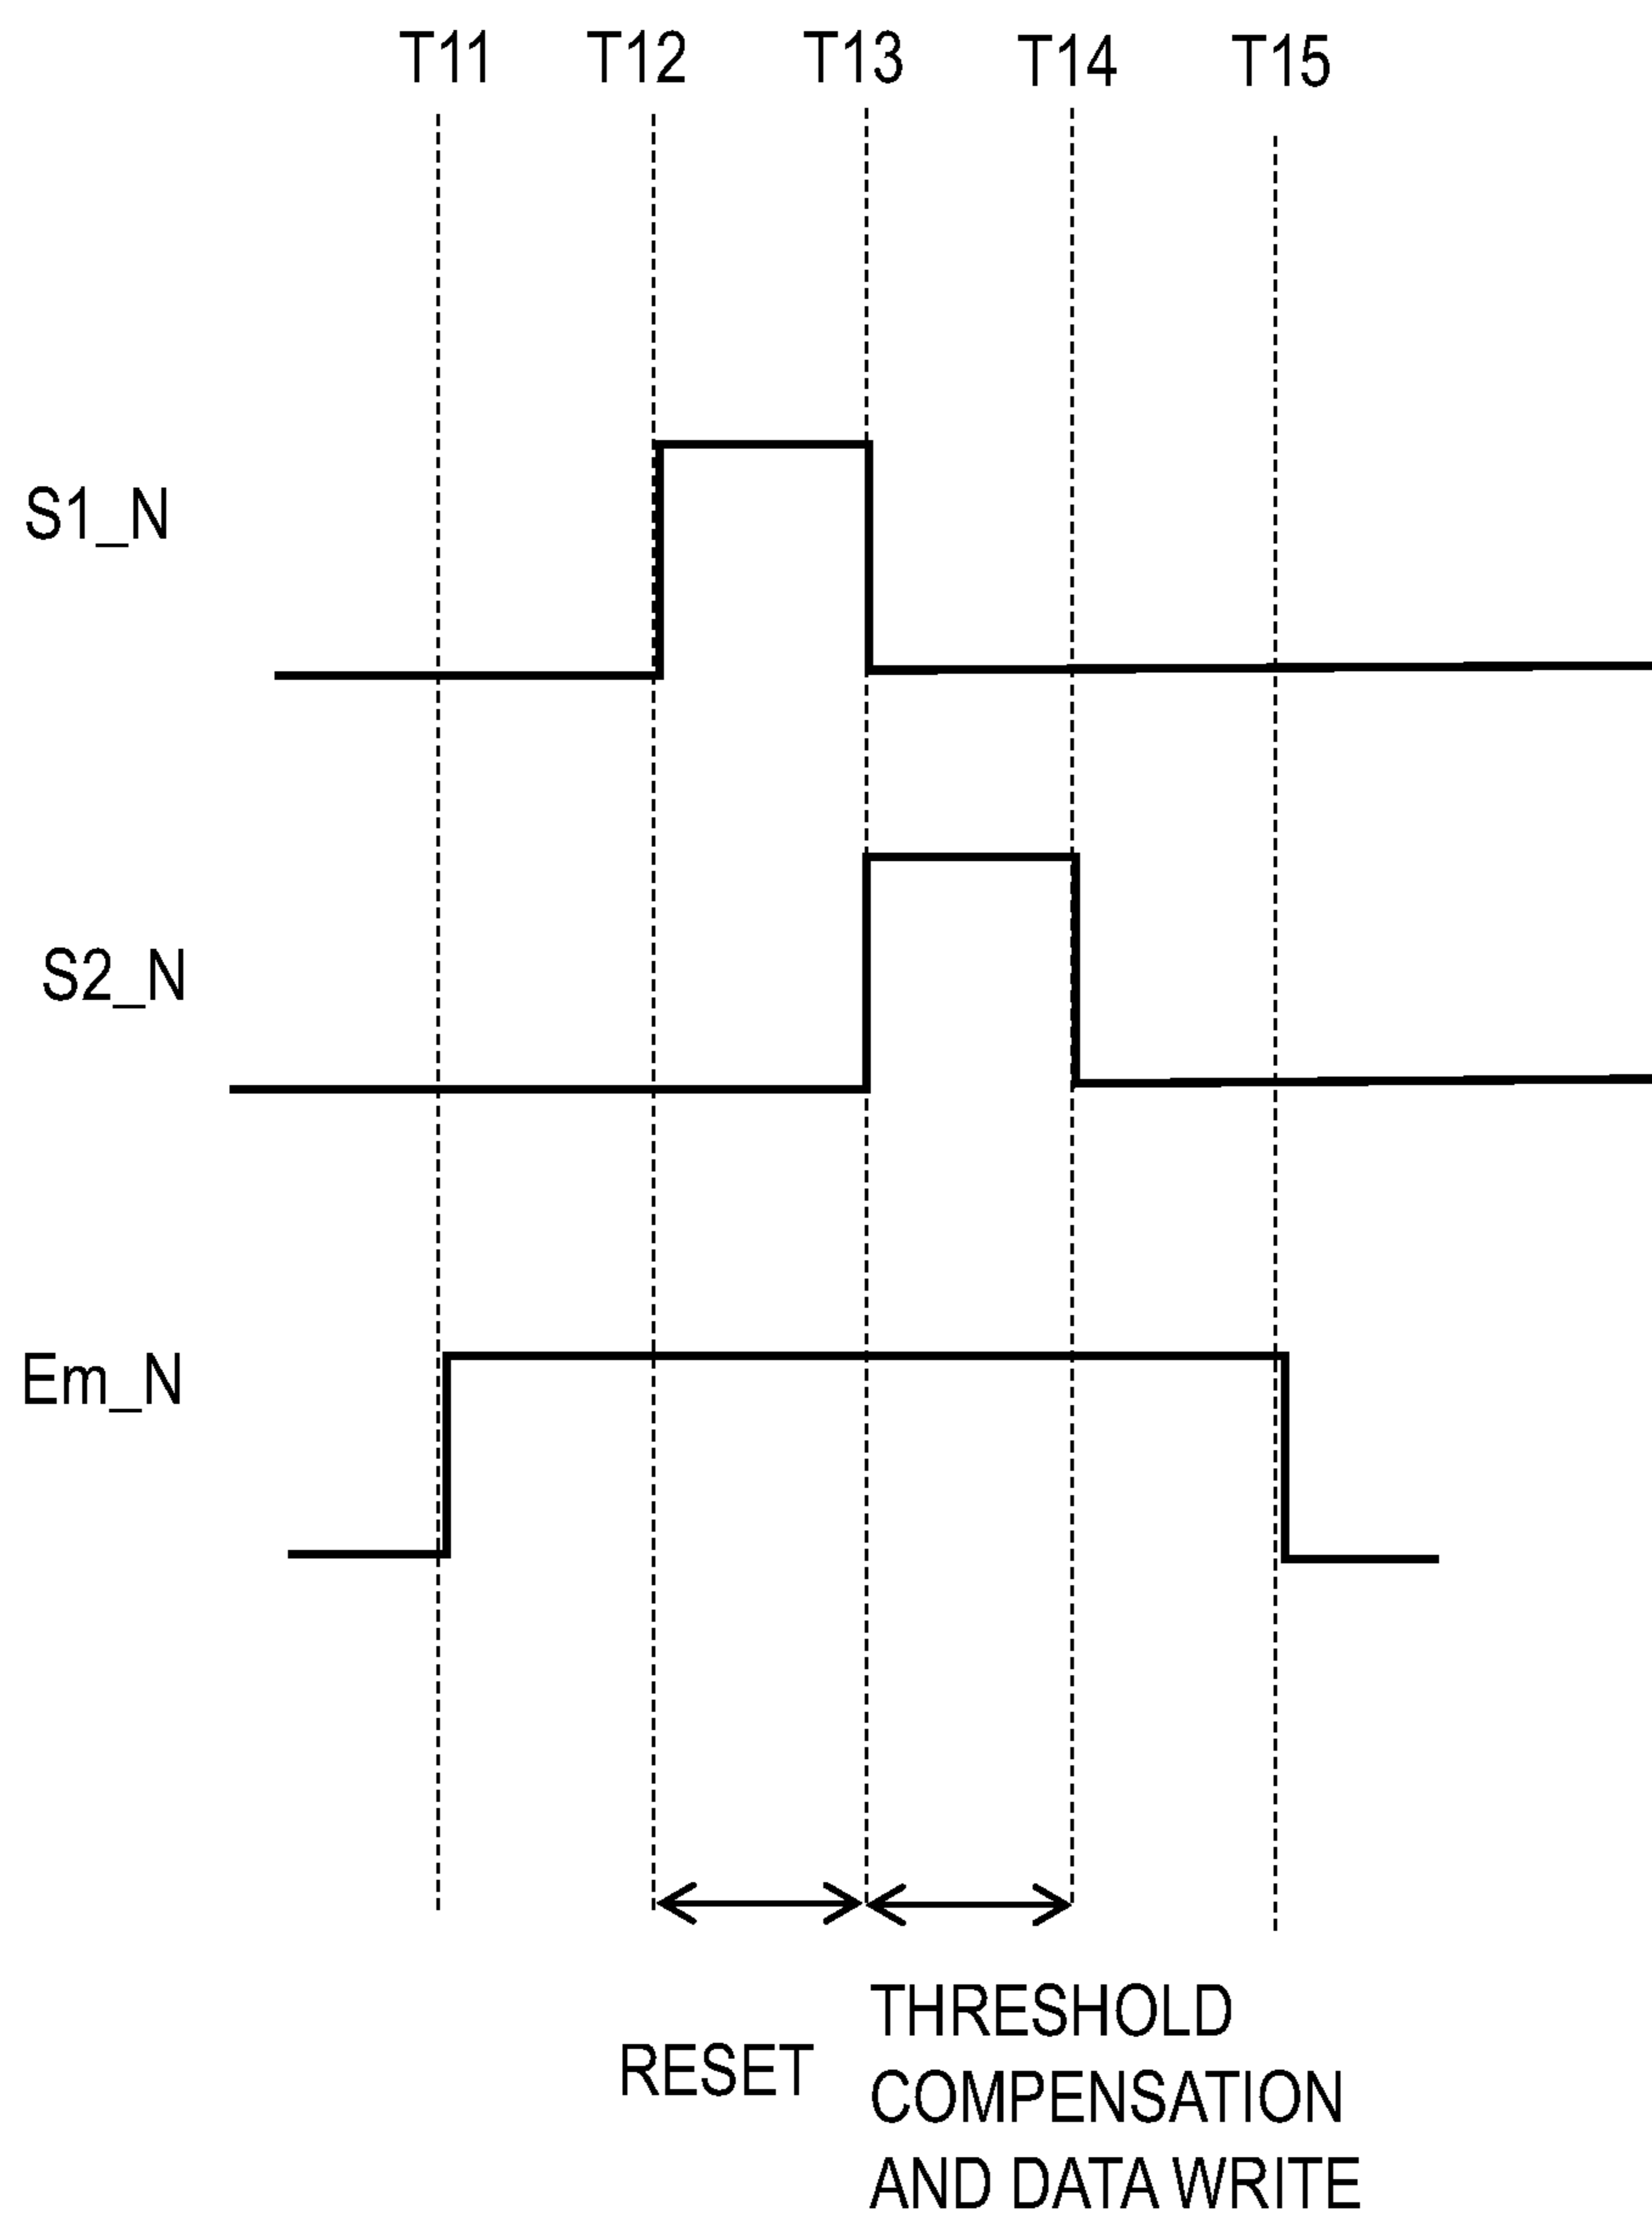 T11 T12 T13 T14 T15
S1_N
S2_N
Em_N
RESET
THRESHOLD
COMPENSATION
AND DATA WRITE